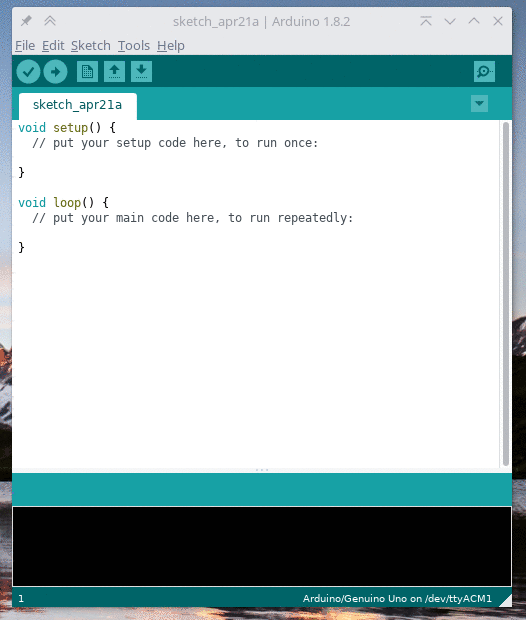 sketch_apr21a | Arduino 1.8.2
File Edit Sketch Tools Help
sketch_apr21a
void setup() {
  // put your setup code here, to run once:
}
void loop() {
  // put your main code here, to run repeatedly:
}
1 Arduino/Genuino Uno on /dev/ttyACM1